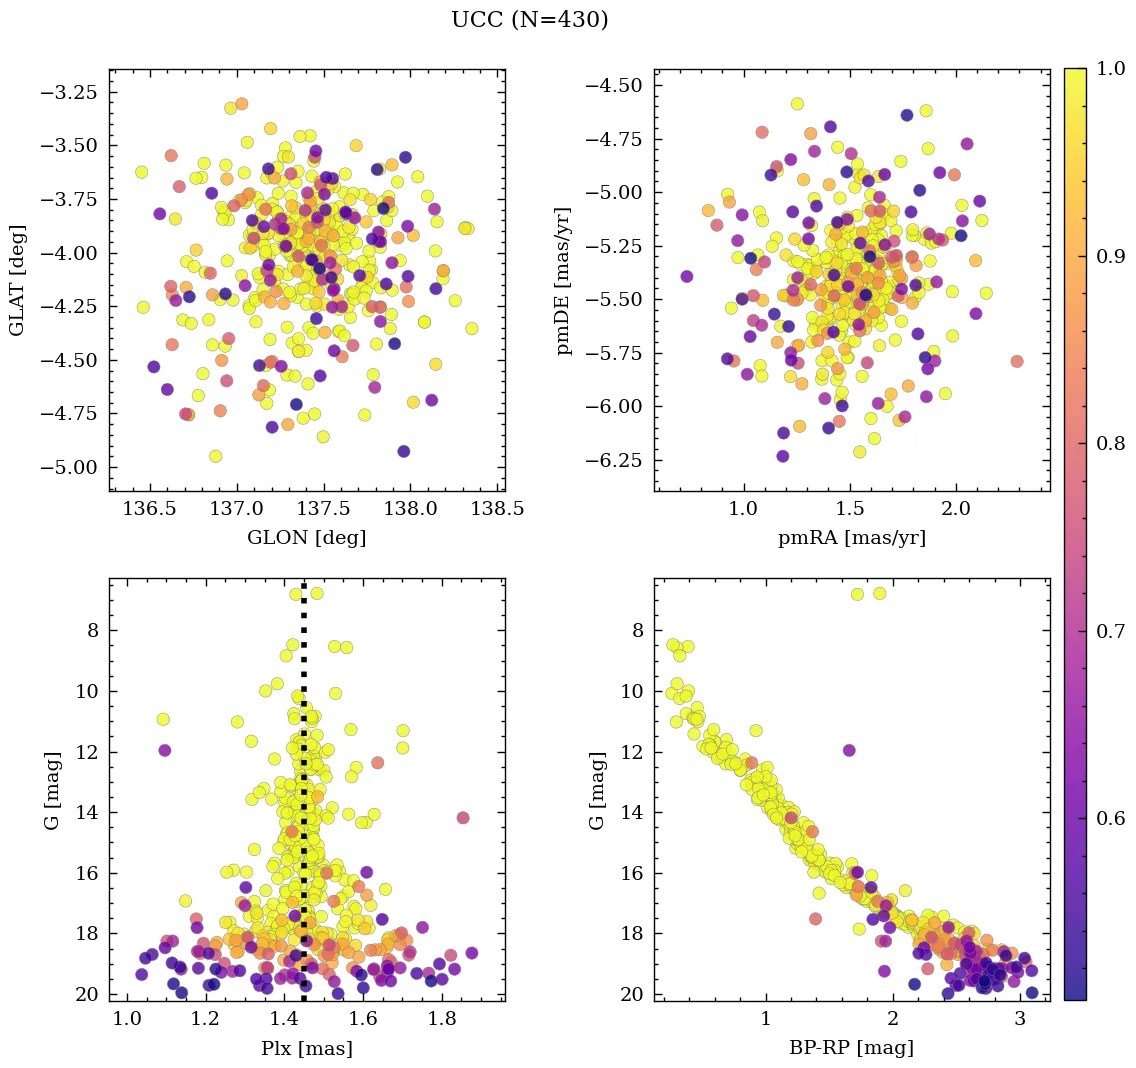 UCC (N=430)
−3.25
−3.50
−3.75
−4.00
−4.25
−4.50
−4.75
−5.00
GLAT [deg]
136.5 137.0 137.5 138.0 138.5
GLON [deg]
−4.50
−4.75
−5.00
−5.25
−5.50
−5.75
−6.00
−6.25
pmDE [mas/yr]
1.0 1.5 2.0
pmRA [mas/yr]
8
10
12
14
16
18
20
G [mag]
1.0 1.2 1.4 1.6 1.8
Plx [mas]
8
10
12
14
16
18
20
G [mag]
1 2 3
BP-RP [mag]
1.0
0.9
0.8
0.7
0.6